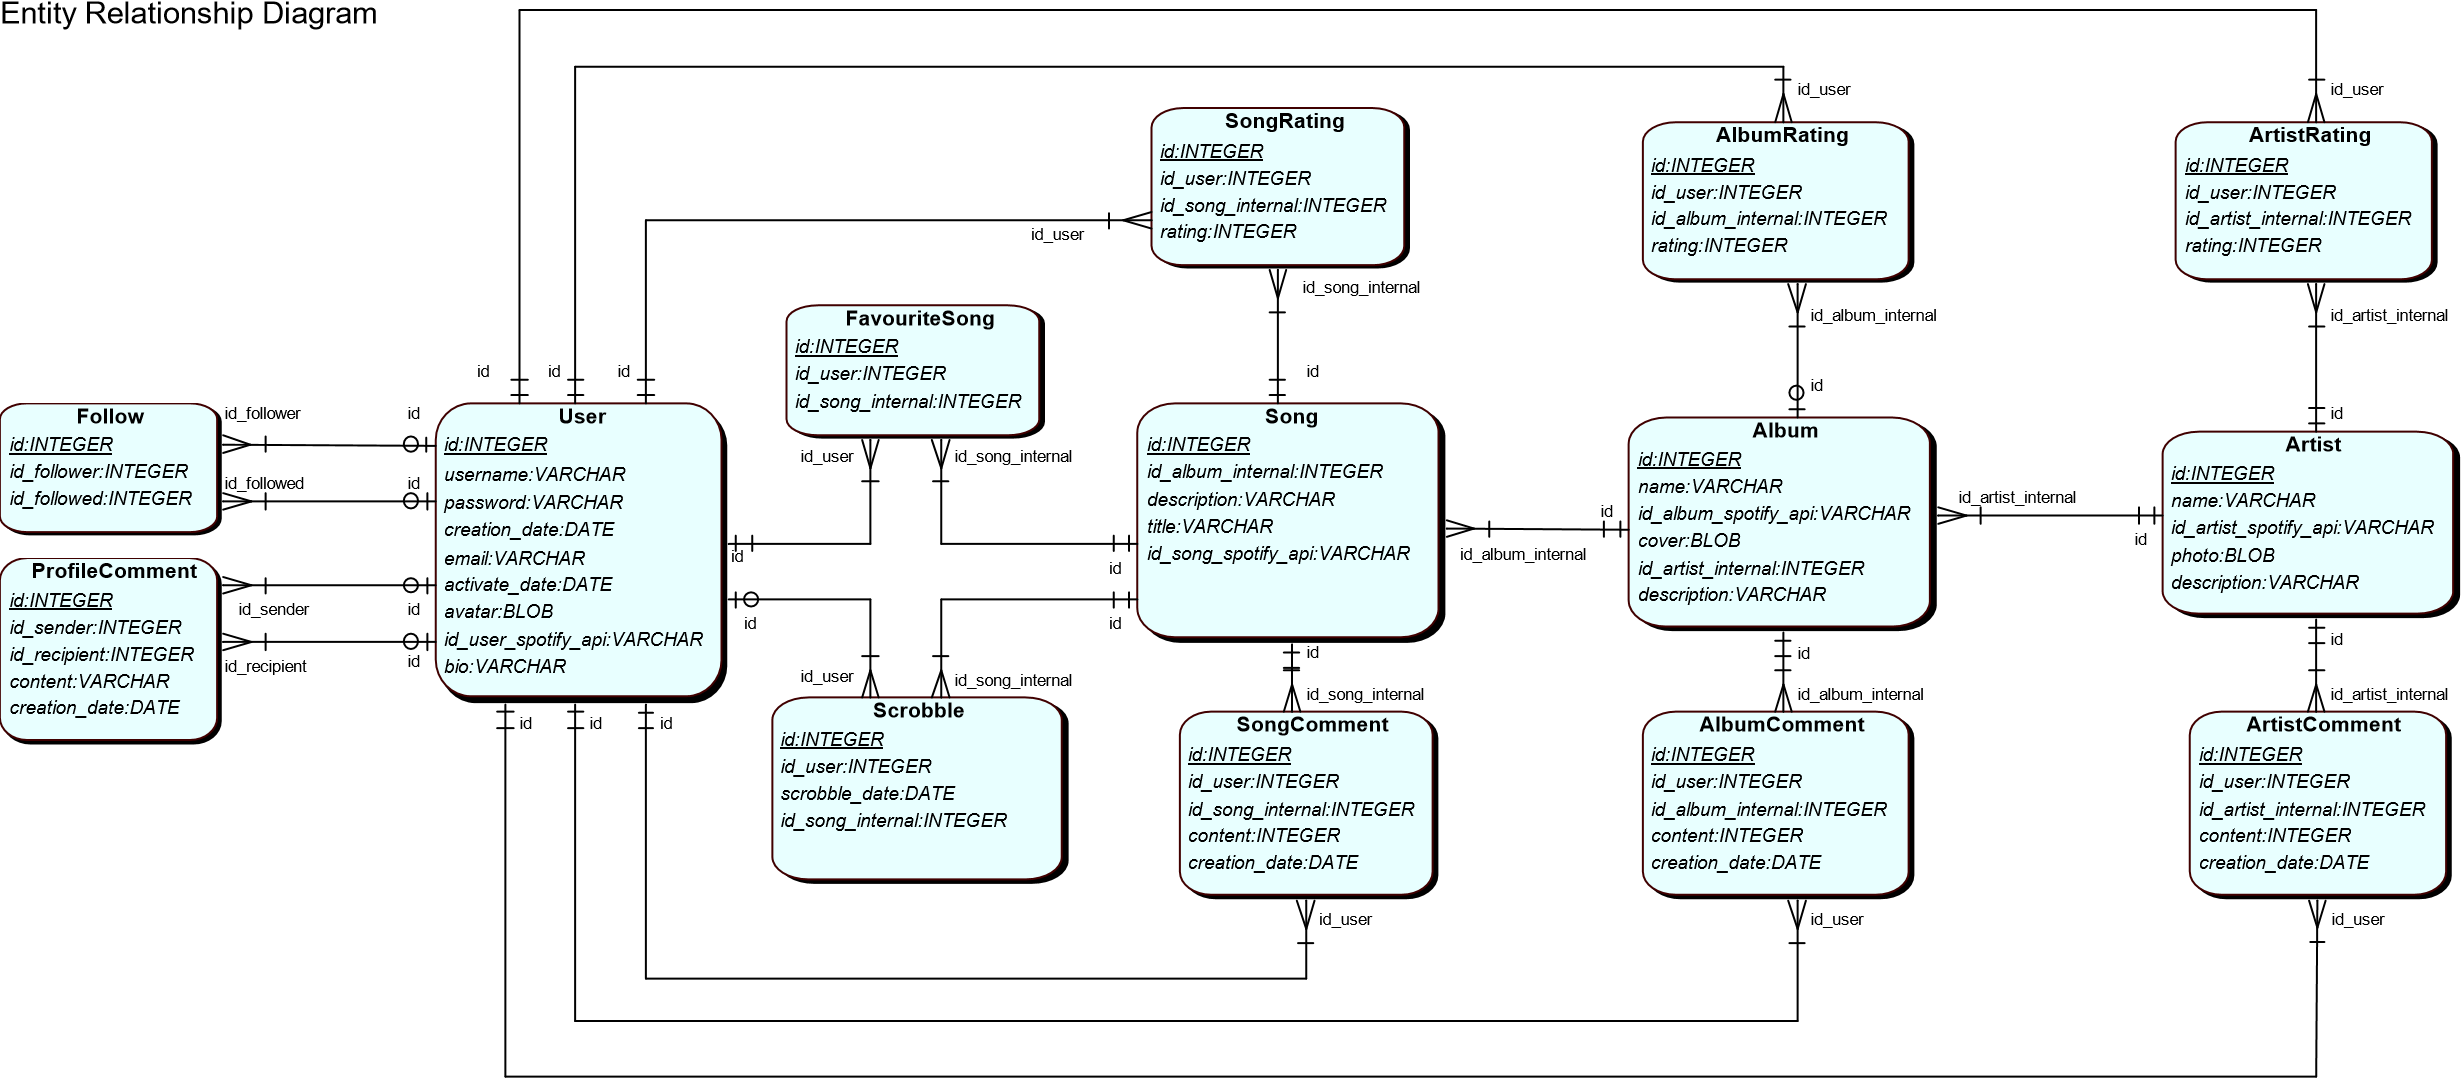 Entity Relationship Diagram
id_user
id_user
SongRating
id:INTEGER
id_user:INTEGER
id_song_internal:INTEGER
rating:INTEGER
AlbumRating
id:INTEGER
id_user:INTEGER
id_album_internal:INTEGER
rating:INTEGER
ArtistRating
id:INTEGER
id_user:INTEGER
id_artist_internal:INTEGER
rating:INTEGER
id_user
id_song_internal
id_album_internal
id_artist_internal
FavouriteSong
id:INTEGER
id_user:INTEGER
id_song_internal:INTEGER
id
id
id
id
id
id
id_follower
id
id_followed
id
Follow
id:INTEGER
id_follower:INTEGER
id_followed:INTEGER
User
id:INTEGER
username:VARCHAR
password:VARCHAR
creation_date:DATE
email:VARCHAR
activate_date:DATE
avatar:BLOB
id_user_spotify_api:VARCHAR
bio:VARCHAR
id_user
id_song_internal
Song
id:INTEGER
id_album_internal:INTEGER
description:VARCHAR
title:VARCHAR
id_song_spotify_api:VARCHAR
Album
id:INTEGER
name:VARCHAR
id_album_spotify_api:VARCHAR
cover:BLOB
id_artist_internal:INTEGER
description:VARCHAR
Artist
id:INTEGER
name:VARCHAR
id_artist_spotify_api:VARCHAR
photo:BLOB
description:VARCHAR
id
id_album_internal
id_artist_internal
id
id
id
ProfileComment
id:INTEGER
id_sender:INTEGER
id_recipient:INTEGER
content:VARCHAR
creation_date:DATE
id_sender
id
id_recipient
id
id
id
id
id
id
id_user
id_song_internal
id_song_internal
id_album_internal
id_artist_internal
id
id
id
Scrobble
id:INTEGER
id_user:INTEGER
scrobble_date:DATE
id_song_internal:INTEGER
SongComment
id:INTEGER
id_user:INTEGER
id_song_internal:INTEGER
content:INTEGER
creation_date:DATE
AlbumComment
id:INTEGER
id_user:INTEGER
id_album_internal:INTEGER
content:INTEGER
creation_date:DATE
ArtistComment
id:INTEGER
id_user:INTEGER
id_artist_internal:INTEGER
content:INTEGER
creation_date:DATE
id_user
id_user
id_user